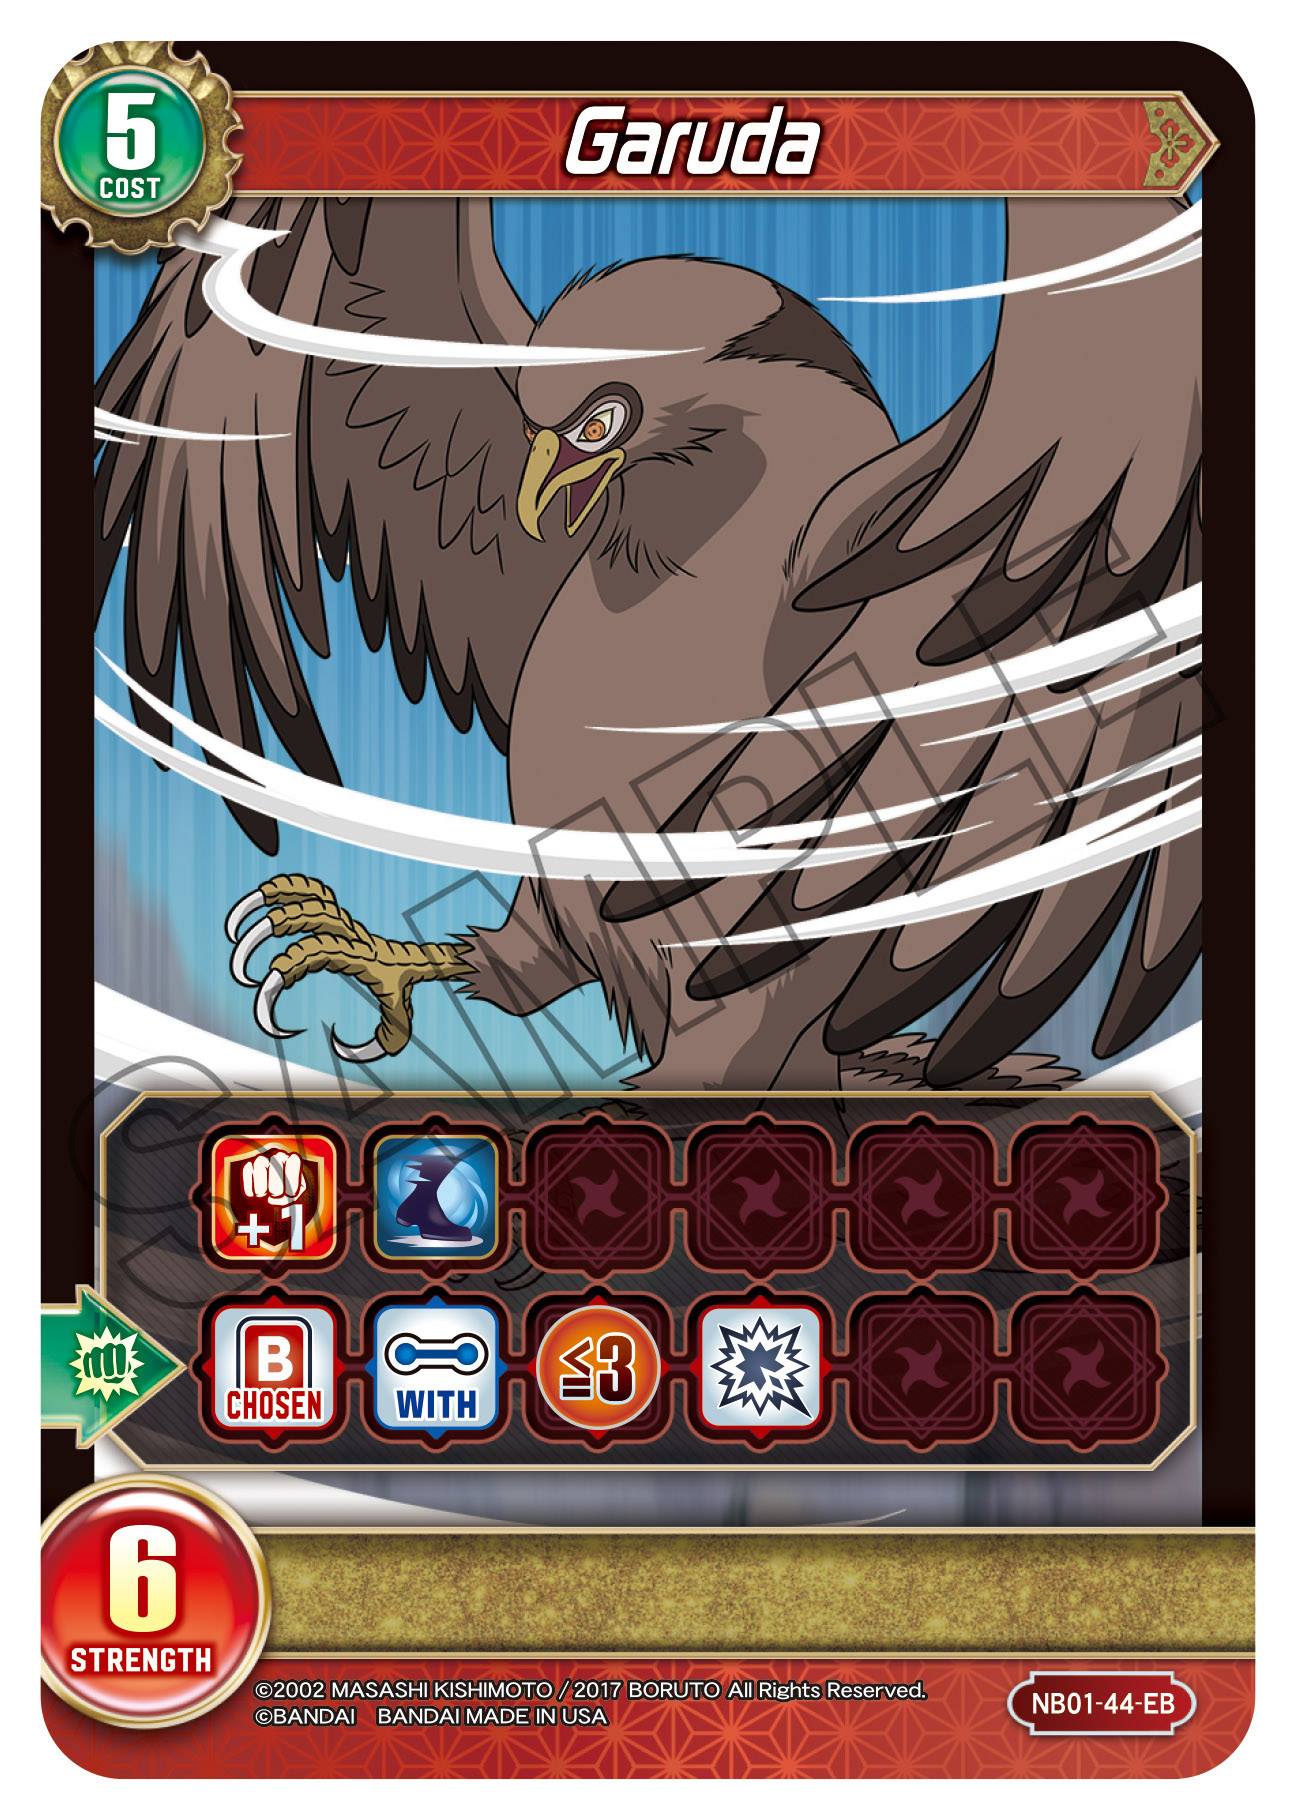 5
COST
Garuda
SAMPLE
+1
B
CHOSEN
WITH
≦3
6
STRENGTH
©2002 MASASHI KISHIMOTO / 2017 BORUTO All Rights Reserved.
©BANDAI BANDAI MADE IN USA
NB01-44-EB